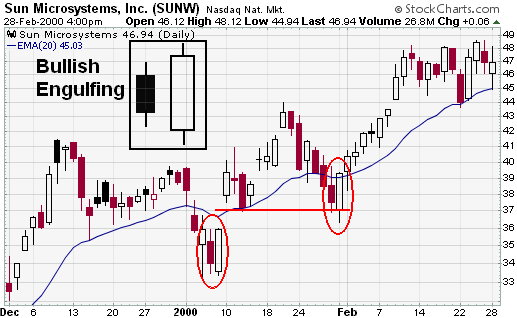 Sun Microsystems, Inc. (SUNW) Nasdaq Nat. Mkt. © StockCharts.com
28-Feb-2000 4:00pm Open 46.12 High 48.12 Low 44.94 Last 46.94 Volume 26.8M Chg +0.06
Sun Microsystems 46.94 (Daily)
EMA(20) 45.03
Bullish
Engulfing
49
48
47
46
45
44
43
42
41
40
39
38
37
36
35
34
33
Dec 6 13 20 27 2000 10 18 24 Feb 7 14 22 28